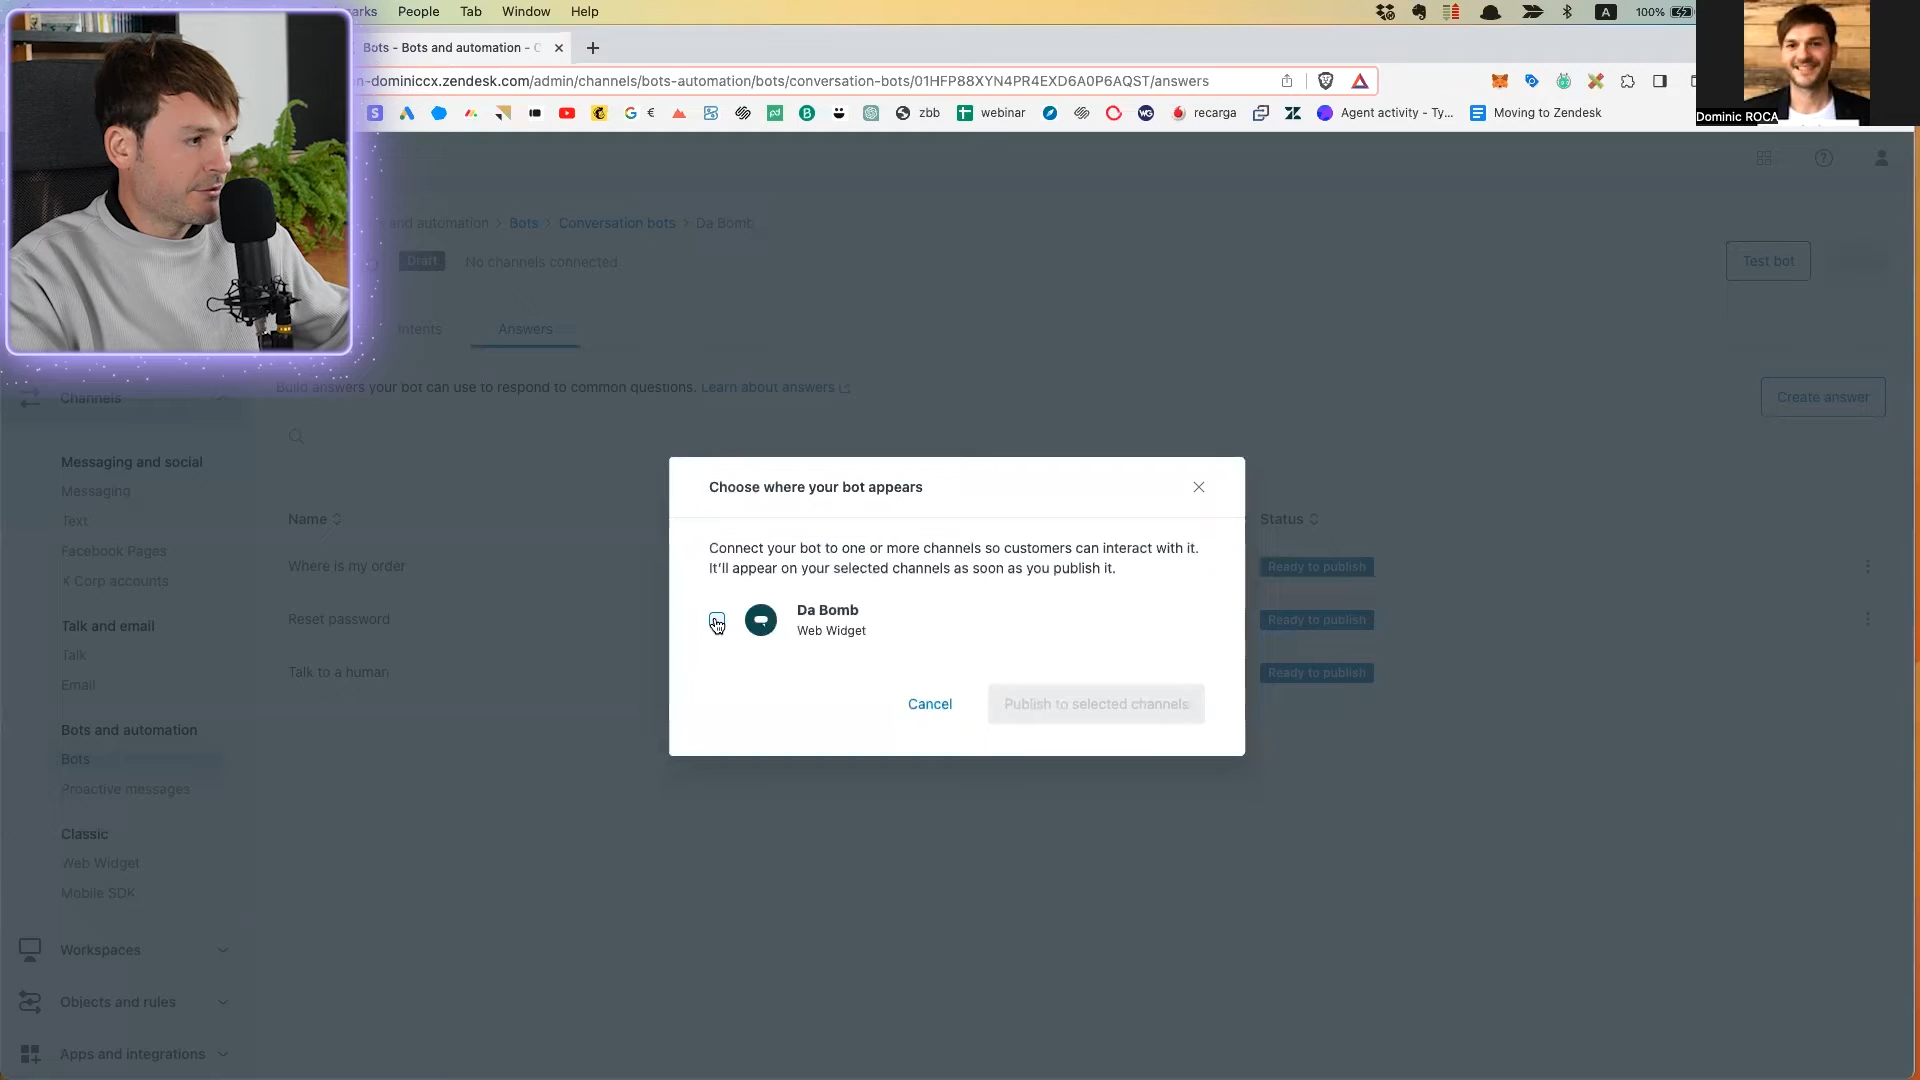 People Tab Window Help
100%
A
Bots - Bots and automation -
-dominiccx.zendesk.com/admin/channels/bots-automation/bots/conversation-bots/01HFP88XYN4PR4EXD6A0P6AQST/answers
zbb webinar recarga Agent activity - Ty... Moving to Zendesk
Dominic ROCA
and automation > Bots > Conversation bots > Da Bomb
Draft No channels connected.
Test bot
Intents Answers
Build answers your bot can use to respond to common questions. Learn about answers
Create answer
Channels
Messaging and social
Messaging
Text
Facebook Pages
X Corp accounts
Talk and email
Talk
Email
Bots and automation
Bots
Proactive messages
Classic
Web Widget
Mobile SDK
Workspaces
Objects and rules
Apps and integrations
Name Status
Where is my order Ready to publish
Reset password Ready to publish
Talk to a human Ready to publish
Choose where your bot appears
Connect your bot to one or more channels so customers can interact with it.
It'll appear on your selected channels as soon as you publish it.
Da Bomb
Web Widget
Cancel Publish to selected channels